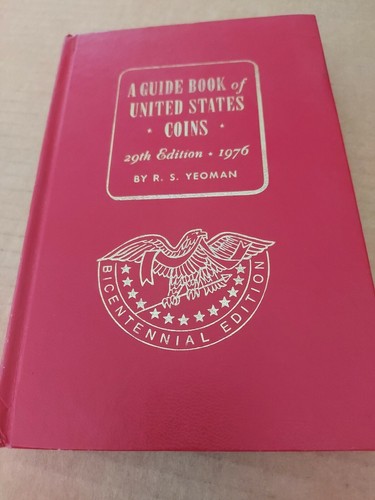 A GUIDE BOOK of
UNITED STATES
• COINS •
29th Edition • 1976
BY R. S. YEOMAN
BICENTENNIAL EDITION